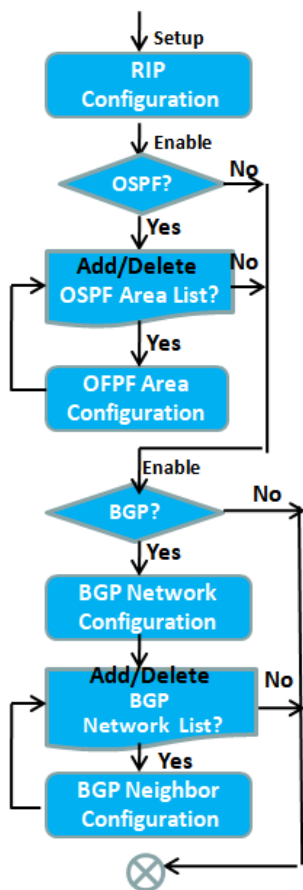 Setup
RIP
Configuration
Enable
OSPF?
No
Yes
Add/Delete
OSPF Area List?
No
Yes
OFPF Area
Configuration
Enable
BGP?
No
Yes
BGP Network
Configuration
Add/Delete
BGP
Network List?
No
Yes
BGP Neighbor
Configuration